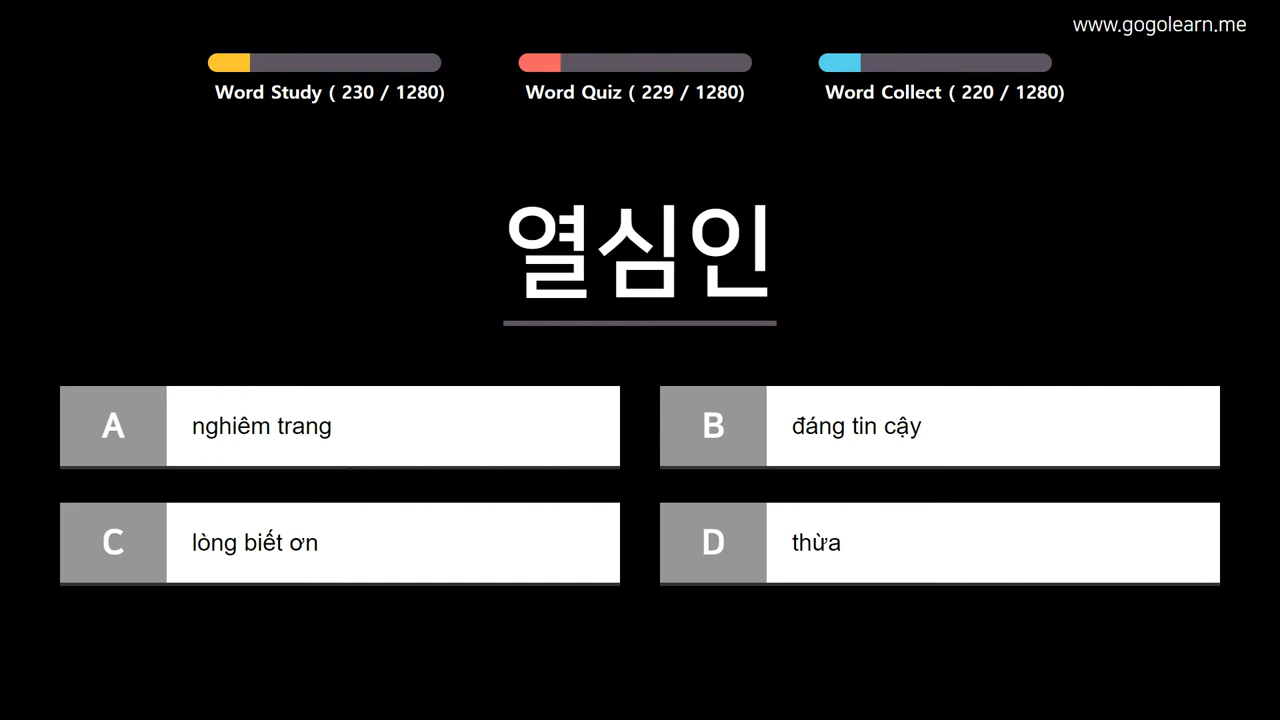 www.gogolearn.me
Word Study ( 230 / 1280)
Word Quiz ( 229 / 1280)
Word Collect ( 220 / 1280)
열심인
A nghiêm trang
B đáng tin cậy
C lòng biết ơn
D thừa